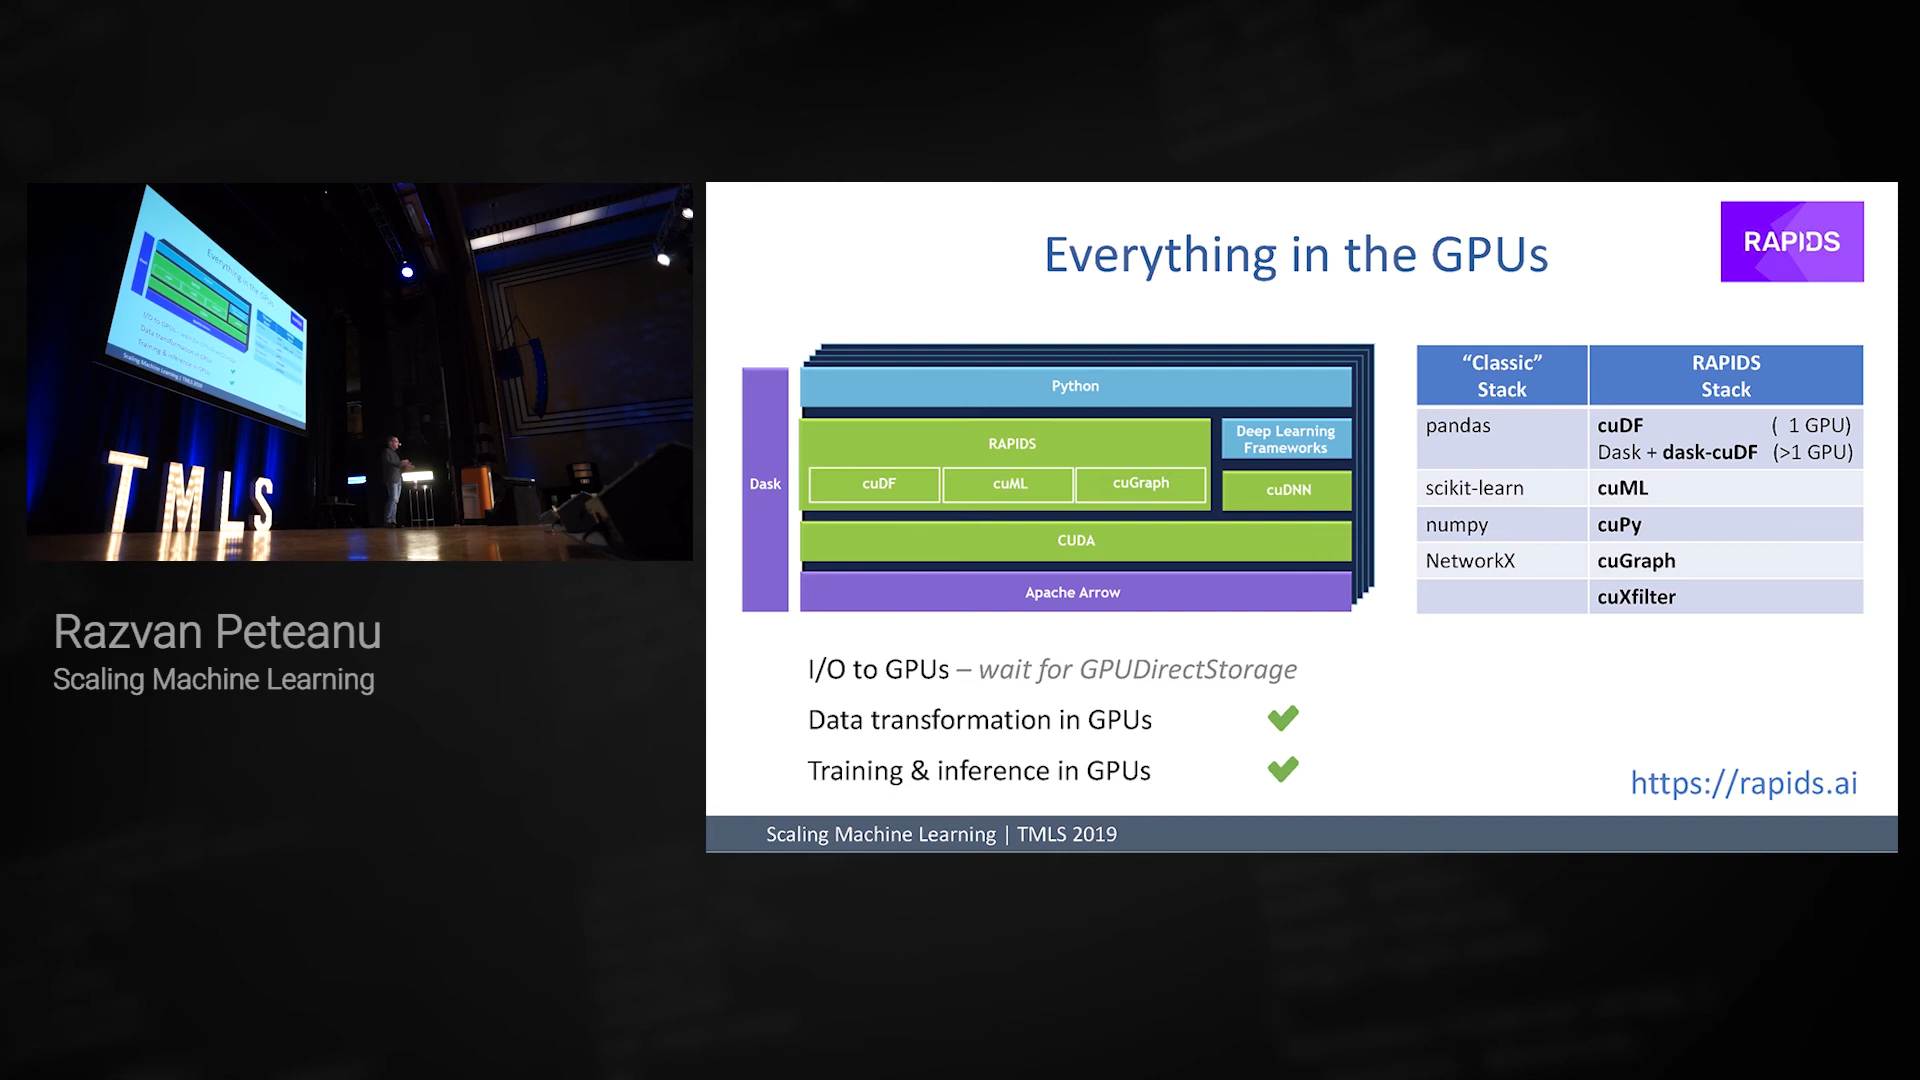 TMLS
Razvan Peteanu
Scaling Machine Learning
Everything in the GPUs
RAPIDS
Dask
Python
RAPIDS
cuDF
cuML
cuGraph
Deep Learning
Frameworks
cuDNN
CUDA
Apache Arrow
“Classic”
Stack
RAPIDS
Stack
pandas
cuDF ( 1 GPU)
Dask + dask-cuDF (>1 GPU)
scikit-learn cuML
numpy cuPy
NetworkX cuGraph
cuXfilter
I/O to GPUs – wait for GPUDirectStorage
Data transformation in GPUs
Training & inference in GPUs
https://rapids.ai
Scaling Machine Learning | TMLS 2019